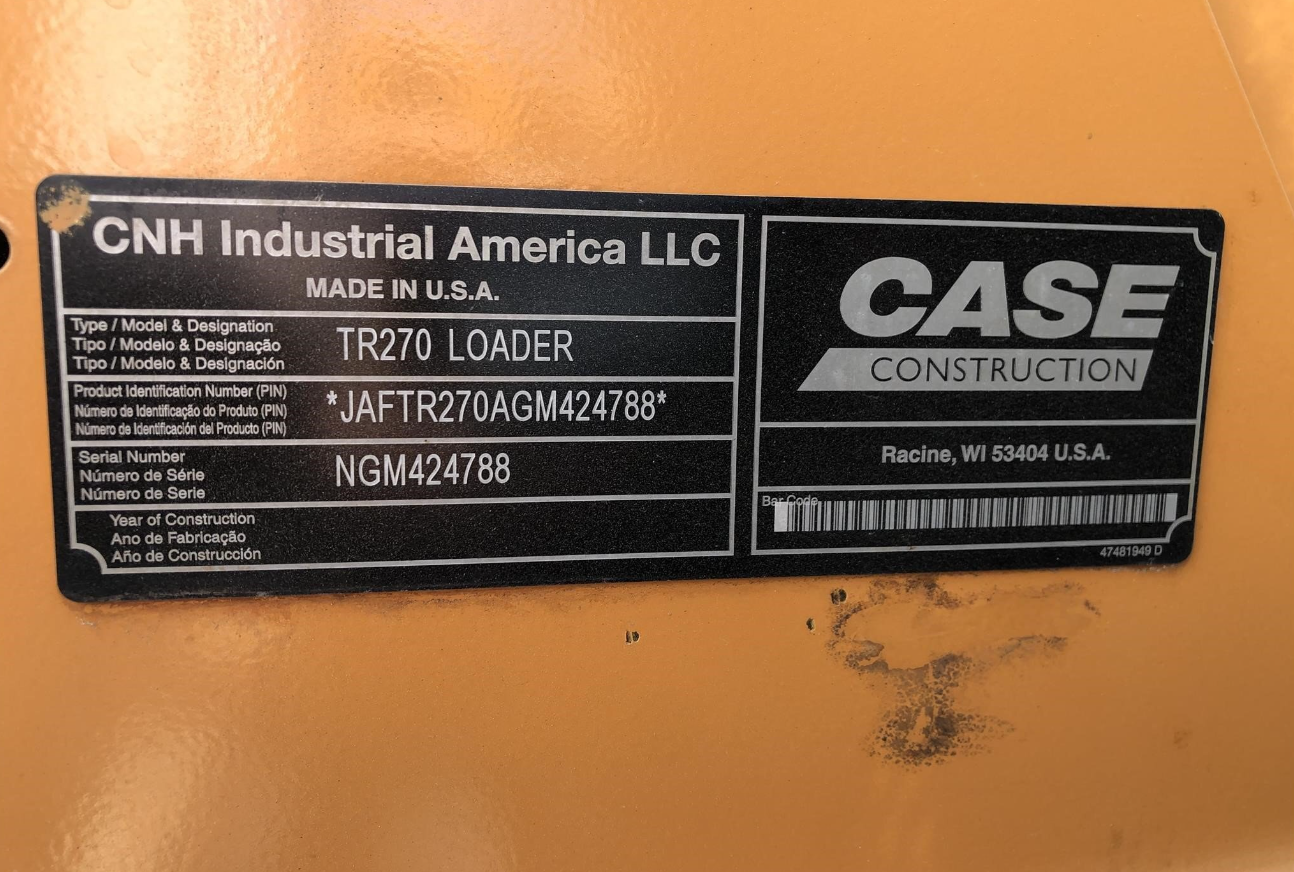 CNH Industrial America LLC
MADE IN U.S.A.
Type / Model & Designation
Tipo / Modelo & Designação
Tipo / Modelo & Designación
TR270 LOADER
Product Identification Number (PIN)
Número de Identificação do Produto (PIN)
Número de Identificación del Producto (PIN)
*JAFTR270AGM424788*
Serial Number
Número de Série
Número de Serie
NGM424788
Year of Construction
Ano de Fabricação
Año de Construcción
CASE
CONSTRUCTION
Racine, WI 53404 U.S.A.
Bar Code
47481949 D